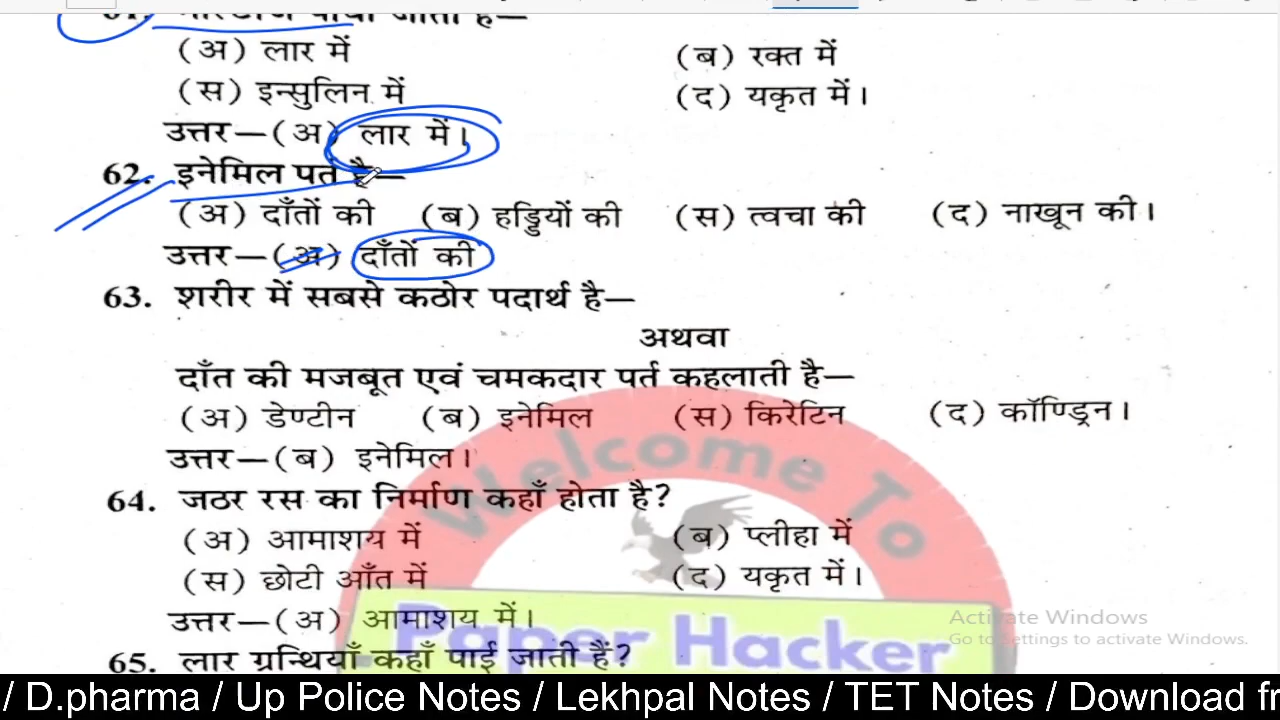 पाया जाता है—
(अ) लार में (ब) रक्त में
(स) इन्सुलिन में (द) यकृत में।
उत्तर—(अ) लार में।
62. इनेमिल पर्त है—
(अ) दाँतों की (ब) हड्डियों की (स) त्वचा की (द) नाखून की।
उत्तर—(अ) दाँतों की
63. शरीर में सबसे कठोर पदार्थ है—
अथवा
दाँत की मजबूत एवं चमकदार पर्त कहलाती है—
(अ) डेण्टीन (ब) इनेमिल (स) किरेटिन (द) कॉण्ड्रिन।
उत्तर—(ब) इनेमिल।
Welcome To
64. जठर रस का निर्माण कहाँ होता है?
(अ) आमाशय में (ब) प्लीहा में
(स) छोटी आँत में (द) यकृत में।
उत्तर—(अ) आमाशय में।
Paper Hacker
Activate Windows
Go to Settings to activate Windows.
65. लार ग्रन्थियाँ कहाँ पाई जाती हैं?
/ D.pharma / Up Police Notes / Lekhpal Notes / TET Notes / Download fr